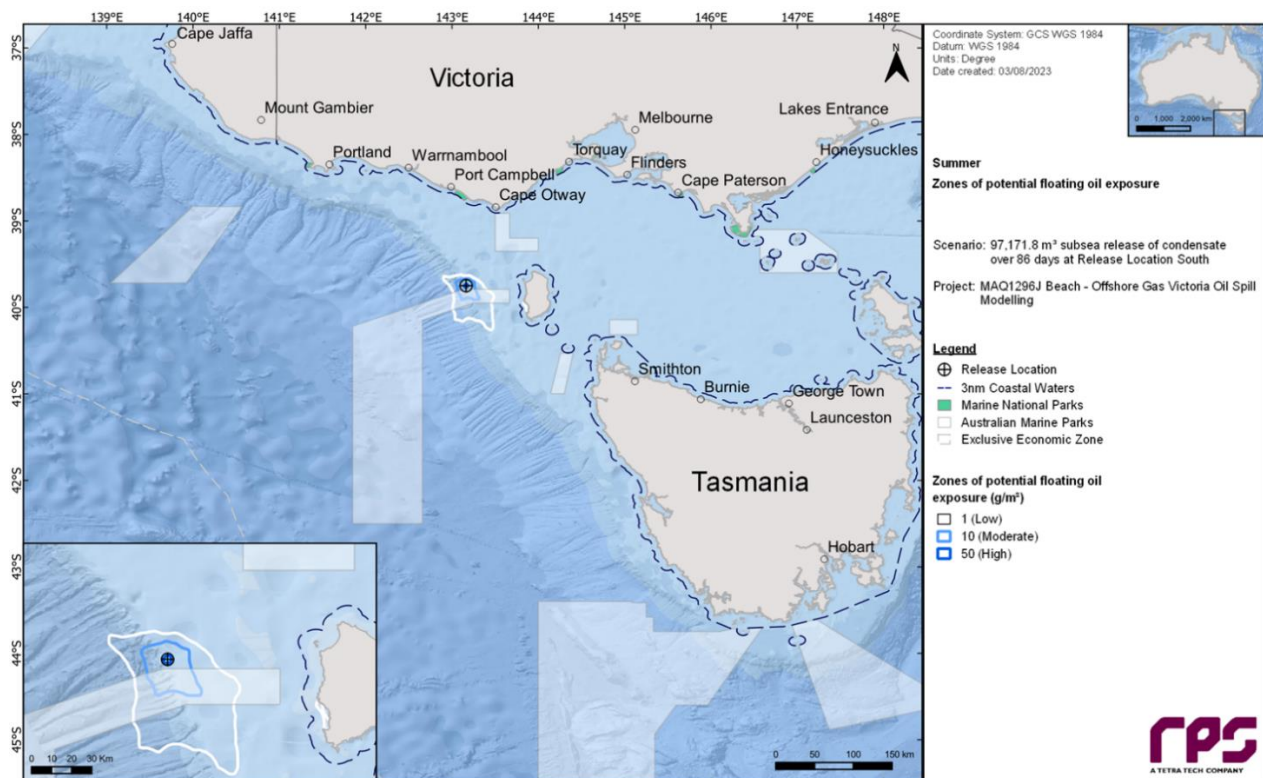 139°E 140°E 141°E 142°E 143°E 144°E 145°E 146°E 147°E 148°E
37°S
38°S
39°S
40°S
41°S
42°S
43°S
44°S
45°S
Cape Jaffa
Victoria
N
Mount Gambier
Melbourne
Lakes Entrance
Portland
Warrnambool
Torquay
Honeysuckles
Port Campbell
Flinders
Cape Otway
Cape Paterson
Smithton
Burnie
George Town
Launceston
Tasmania
Hobart
0 10 20 30 Km
0 50 100 150 km
Coordinate System: GCS WGS 1984
Datum: WGS 1984
Units: Degree
Date created: 03/08/2023
0 1,000 2,000 km
Summer
Zones of potential floating oil exposure
Scenario: 97,171.8 m³ subsea release of condensate
over 86 days at Release Location South
Project: MAQ1296J Beach - Offshore Gas Victoria Oil Spill
Modelling
Legend
Release Location
3nm Coastal Waters
Marine National Parks
Australian Marine Parks
Exclusive Economic Zone
Zones of potential floating oil
exposure (g/m²)
1 (Low)
10 (Moderate)
50 (High)
rps
A TETRA TECH COMPANY